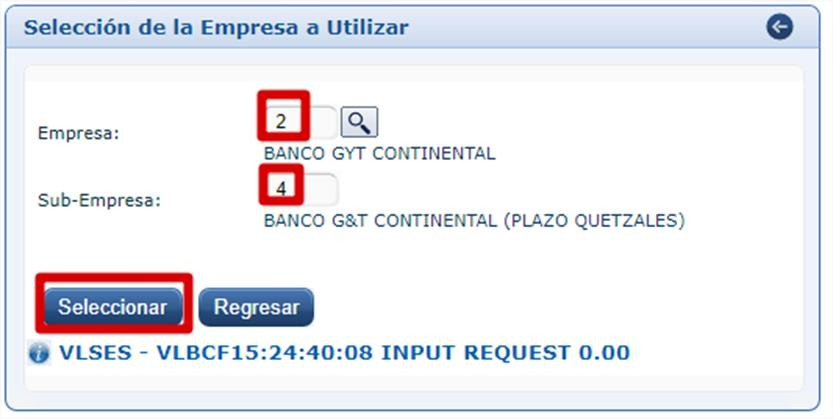 Selección de la Empresa a Utilizar
Empresa: 2
BANCO GYT CONTINENTAL
Sub-Empresa: 4
BANCO G&T CONTINENTAL (PLAZO QUETZALES)
Seleccionar Regresar
VLSES - VLBCF15:24:40:08 INPUT REQUEST 0.00